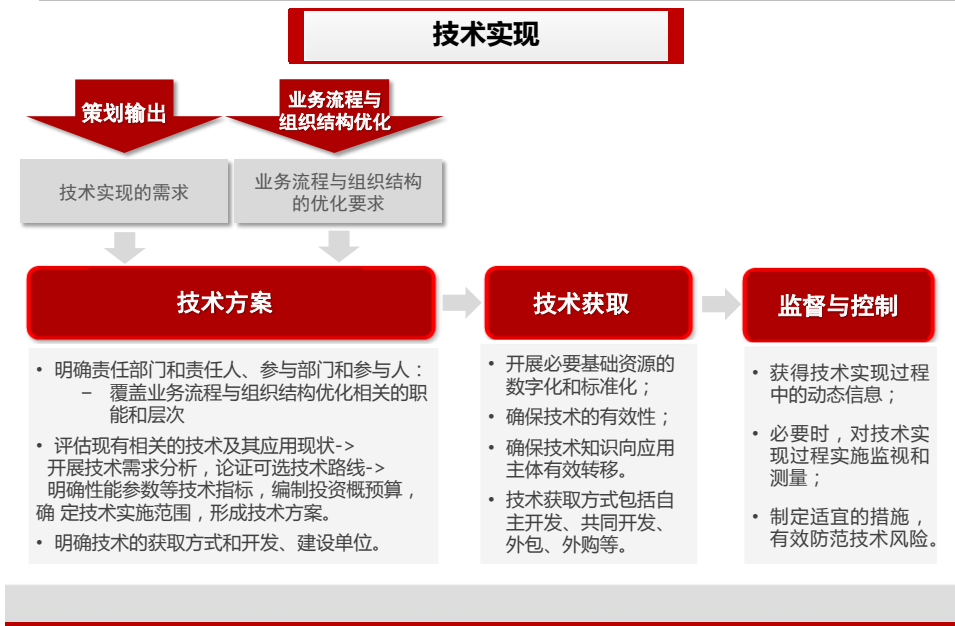 技术实现
策划输出
业务流程与
组织结构优化
技术实现的需求
业务流程与组织结构
的优化要求
技术方案
技术获取
监督与控制
• 明确责任部门和责任人、参与部门和参与人：
– 覆盖业务流程与组织结构优化相关的职
能和层次
• 评估现有相关的技术及其应用现状->
开展技术需求分析，论证可选技术路线->
明确性能参数等技术指标，编制投资概预算，
确 定技术实施范围，形成技术方案。
• 明确技术的获取方式和开发、建设单位。
• 开展必要基础资源的
数字化和标准化；
• 确保技术的有效性；
• 确保技术知识向应用
主体有效转移。
• 技术获取方式包括自
主开发、共同开发、
外包、外购等。
• 获得技术实现过程
中的动态信息；
• 必要时，对技术实
现过程实施监视和
测量；
• 制定适宜的措施，
有效防范技术风险。